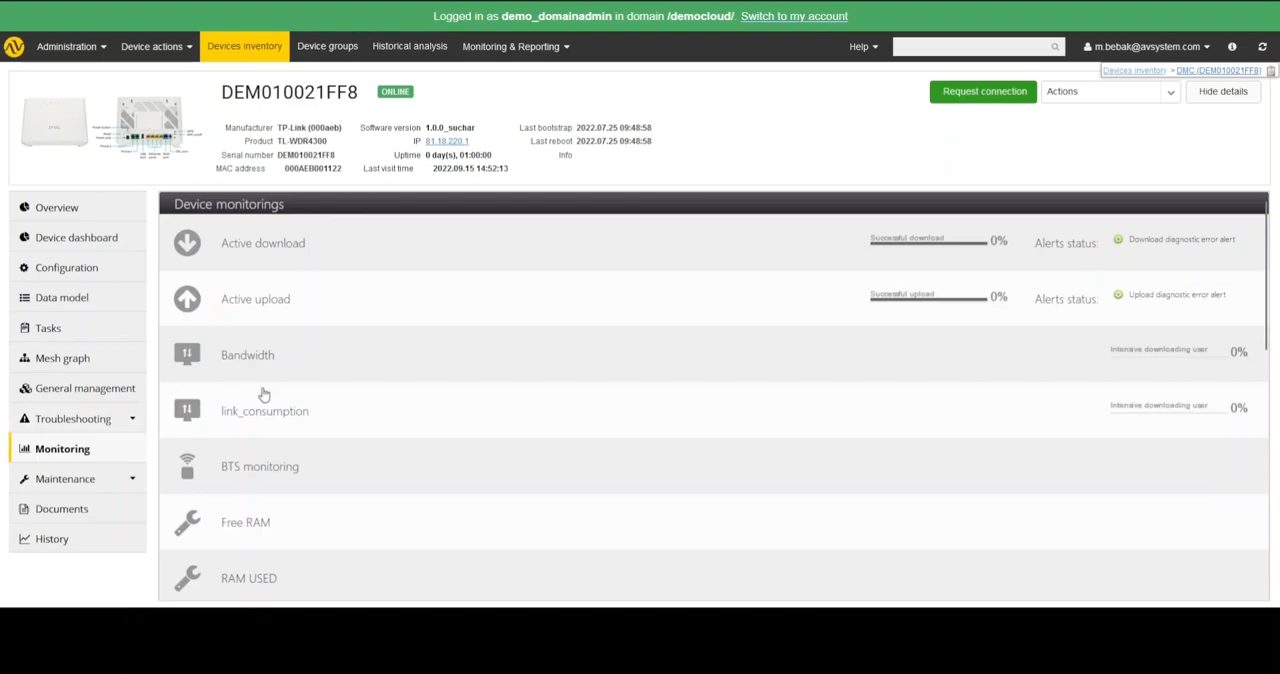 Logged in as demo_domainadmin in domain /democloud/. Switch to my account
Administration Device actions Devices inventory Device groups Historical analysis Monitoring & Reporting Help m.bebak@avsystem.com
Devices inventory > DMC (DEM010021FF8)
DEM010021FF8 ONLINE Request connection Actions Hide details
Manufacturer TP-Link (000aeb) Software version 1.0.0_suchar Last bootstrap 2022.07.25 09:48:58
Product TL-WDR4300 IP 81.18.220.1 Last reboot 2022.07.25 09:48:58
Serial number DEM010021FF8 Uptime 0 day(s), 01:00:00 Info
MAC address 000AEB001122 Last visit time 2022.09.15 14:52:13
Overview
Device dashboard
Configuration
Data model
Tasks
Mesh graph
General management
Troubleshooting
Monitoring
Maintenance
Documents
History
Device monitorings
Active download Successful download 0% Alerts status: Download diagnostic error alert
Active upload Successful upload 0% Alerts status: Upload diagnostic error alert
Bandwidth Intensive downloading user 0%
link_consumption Intensive downloading user 0%
BTS monitoring
Free RAM
RAM USED